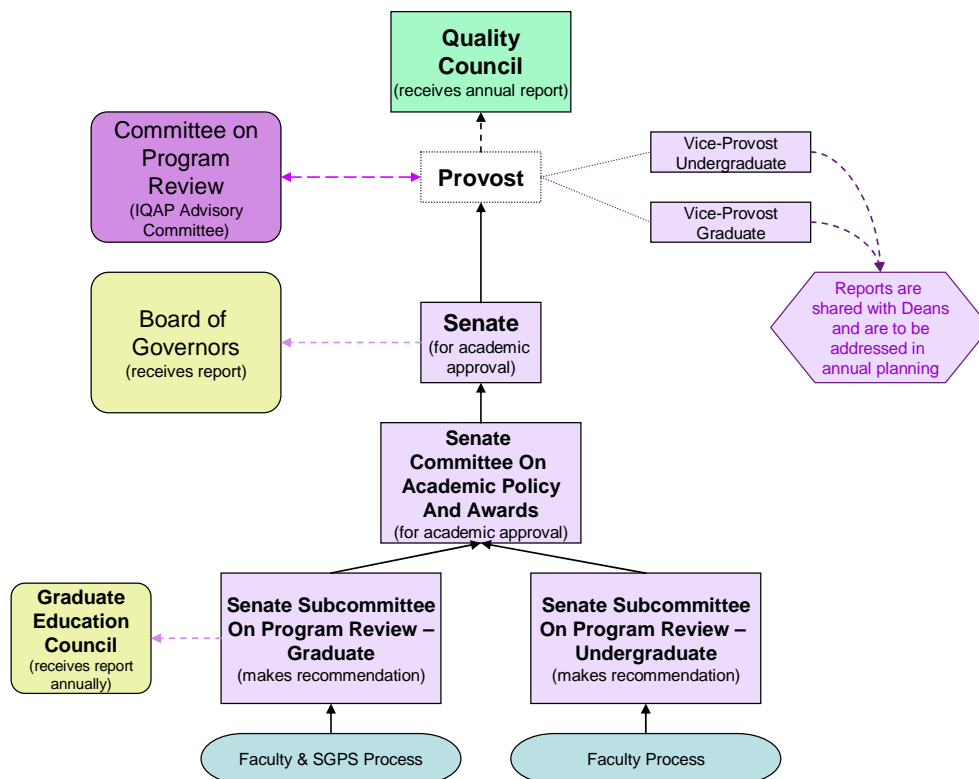 Quality
Council
(receives annual report)
Committee on
Program
Review
(IQAP Advisory
Committee)
Provost
Vice-Provost
Undergraduate
Vice-Provost
Graduate
Reports are
shared with Deans
and are to be
addressed in
annual planning
Board of
Governors
(receives report)
Senate
(for academic
approval)
Senate
Committee On
Academic Policy
And Awards
(for academic approval)
Graduate
Education
Council
(receives report
annually)
Senate Subcommittee
On Program Review –
Graduate
(makes recommendation)
Senate Subcommittee
On Program Review –
Undergraduate
(makes recommendation)
Faculty & SGPS Process
Faculty Process